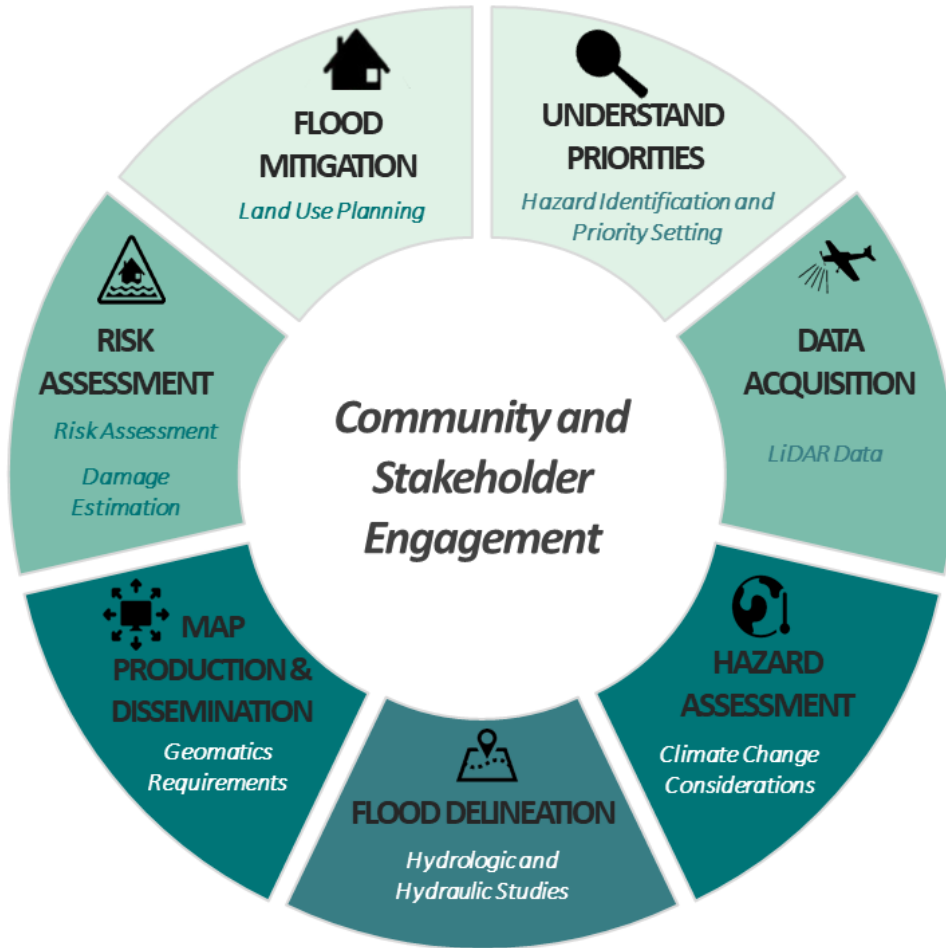 FLOOD
MITIGATION
Land Use Planning
UNDERSTAND
PRIORITIES
Hazard Identification and
Priority Setting
DATA
ACQUISITION
LiDAR Data
HAZARD
ASSESSMENT
Climate Change
Considerations
FLOOD DELINEATION
Hydrologic and
Hydraulic Studies
MAP
PRODUCTION &
DISSEMINATION
Geomatics
Requirements
RISK
ASSESSMENT
Risk Assessment
Damage
Estimation
Community and
Stakeholder
Engagement